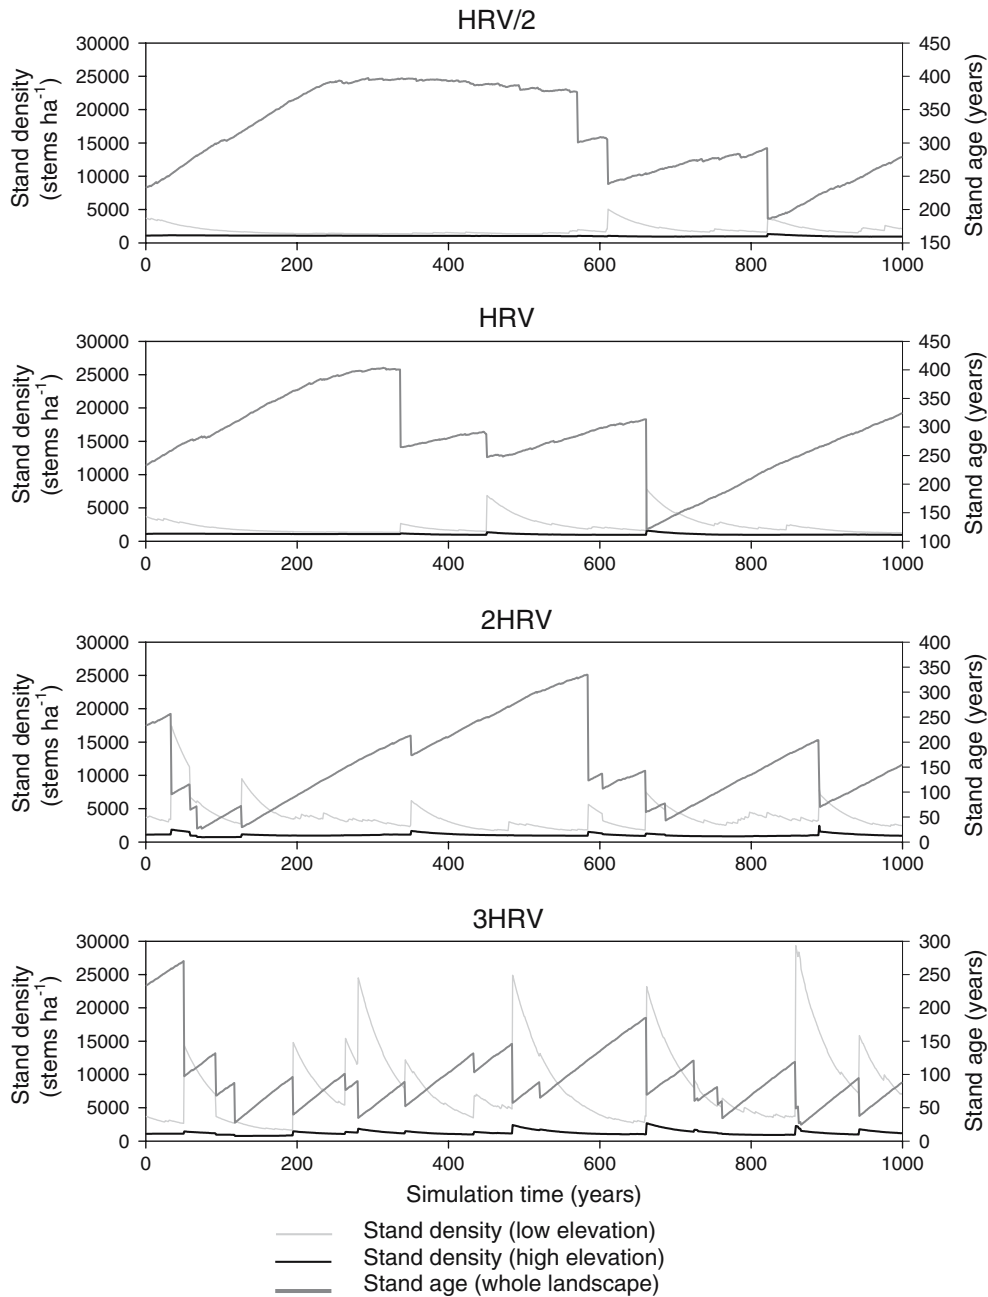 HRV/2
Stand density
(stems ha-1)
30000
25000
20000
15000
10000
5000
0
450
400
350
300
250
200
150
Stand age (years)
0 200 400 600 800 1000
HRV
Stand density
(stems ha-1)
30000
25000
20000
15000
10000
5000
0
450
400
350
300
250
200
150
100
Stand age (years)
0 200 400 600 800 1000
2HRV
Stand density
(stems ha-1)
30000
25000
20000
15000
10000
5000
0
400
350
300
250
200
150
100
50
0
Stand age (years)
0 200 400 600 800 1000
3HRV
Stand density
(stems ha-1)
30000
25000
20000
15000
10000
5000
0
300
250
200
150
100
50
0
Stand age (years)
0 200 400 600 800 1000
Simulation time (years)
Stand density (low elevation)
Stand density (high elevation)
Stand age (whole landscape)